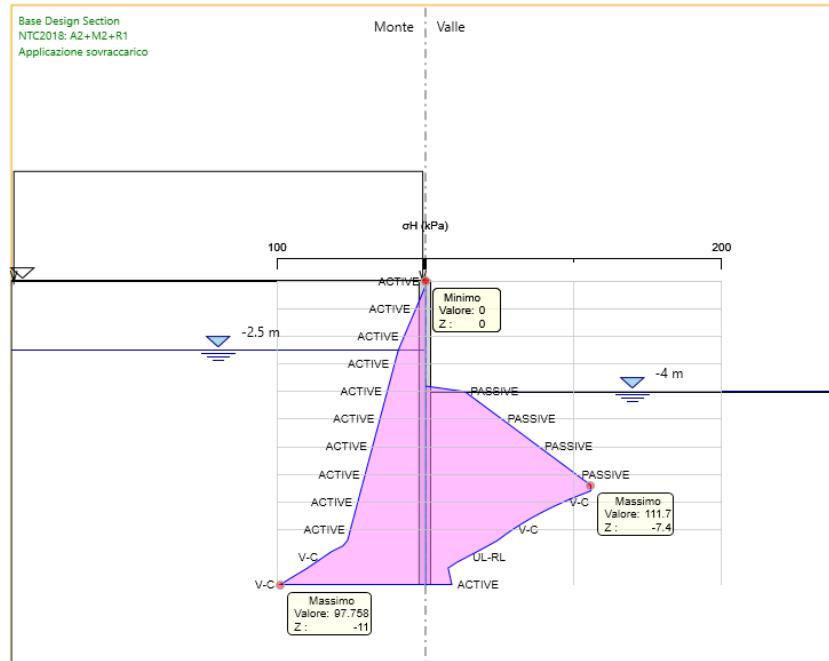 Base Design Section
NTC2018: A2+M2+R1
Applicazione sovraccarico
Monte
Valle
σH (kPa)
100
200
ACTIVE
Minimo
Valore: 0
Z : 0
ACTIVE
ACTIVE
-2.5 m
ACTIVE
-4 m
ACTIVE
PASSIVE
ACTIVE
PASSIVE
ACTIVE
PASSIVE
ACTIVE
PASSIVE
ACTIVE
V-C
Massimo
Valore: 111.7
Z : -7.4
ACTIVE
V-C
V-C
UL-RL
V-C
ACTIVE
Massimo
Valore: 97.758
Z : -11